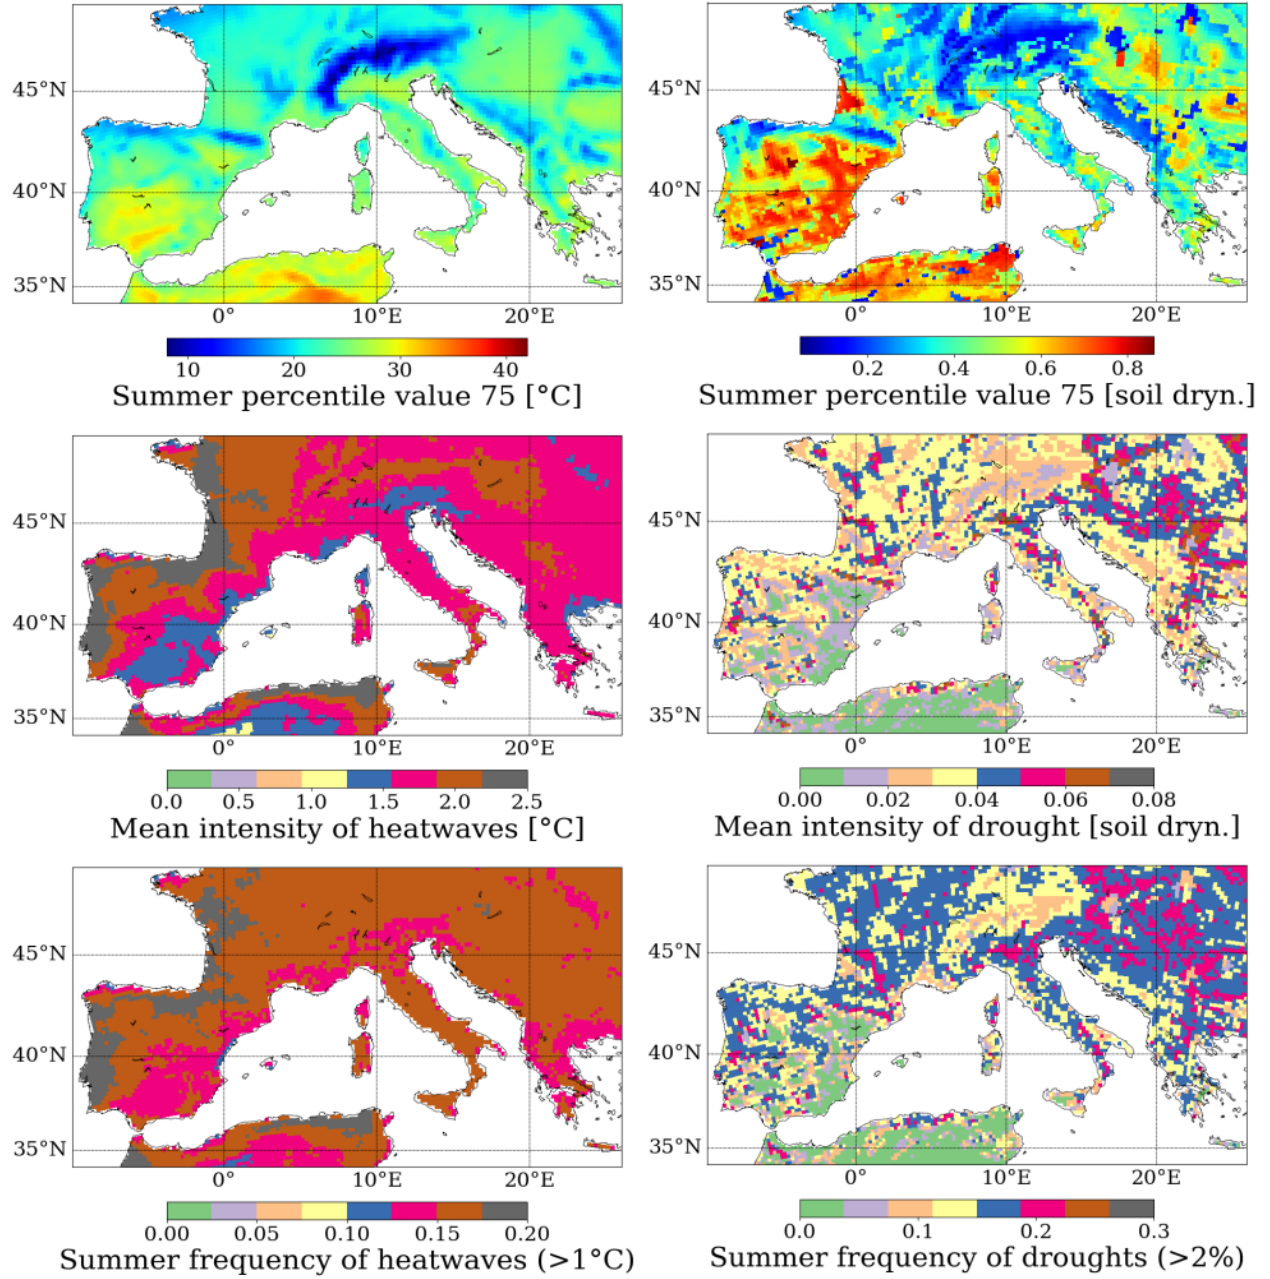 45°N
40°N
35°N
0° 10°E 20°E
10 20 30 40
Summer percentile value 75 [°C]
45°N
40°N
35°N
0° 10°E 20°E
0.2 0.4 0.6 0.8
Summer percentile value 75 [soil dryn.]
45°N
40°N
35°N
0° 10°E 20°E
0.0 0.5 1.0 1.5 2.0 2.5
Mean intensity of heatwaves [°C]
45°N
40°N
35°N
0° 10°E 20°E
0.00 0.02 0.04 0.06 0.08
Mean intensity of drought [soil dryn.]
45°N
40°N
35°N
0° 10°E 20°E
0.00 0.05 0.10 0.15 0.20
Summer frequency of heatwaves (>1°C)
45°N
40°N
35°N
0° 10°E 20°E
0.0 0.1 0.2 0.3
Summer frequency of droughts (>2%)